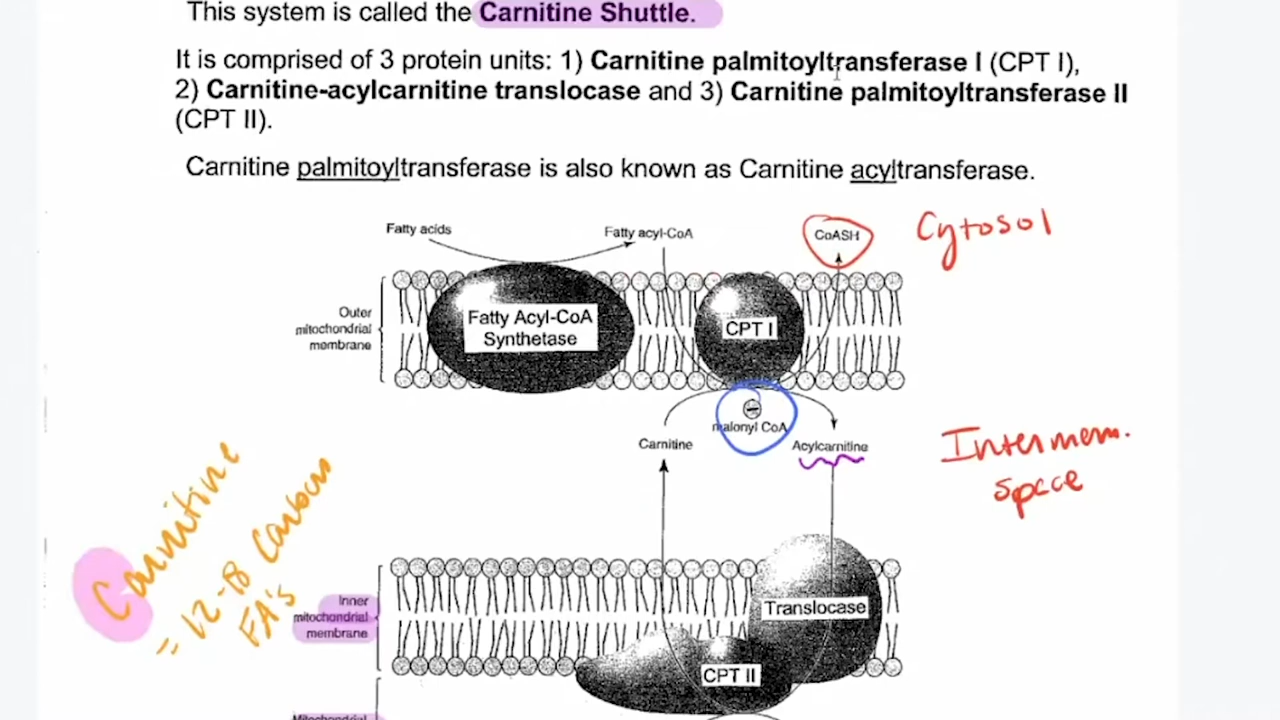 This system is called the Carnitine Shuttle.
It is comprised of 3 protein units: 1) Carnitine palmitoyltransferase I (CPT I),
2) Carnitine-acylcarnitine translocase and 3) Carnitine palmitoyltransferase II
(CPT II).
Carnitine palmitoyltransferase is also known as Carnitine acyltransferase.
Fatty acids
Fatty acyl-CoA
CoASH
Cytosol
Outer
mitochondrial
membrane
Fatty Acyl-CoA
Synthetase
CPT I
malonyl CoA
Carnitine
Acylcarnitine
Intermem.
space
Carnitine
= 12-18 Carbon
FA's
Inner
mitochondrial
membrane
Translocase
CPT II
Mitochondrial